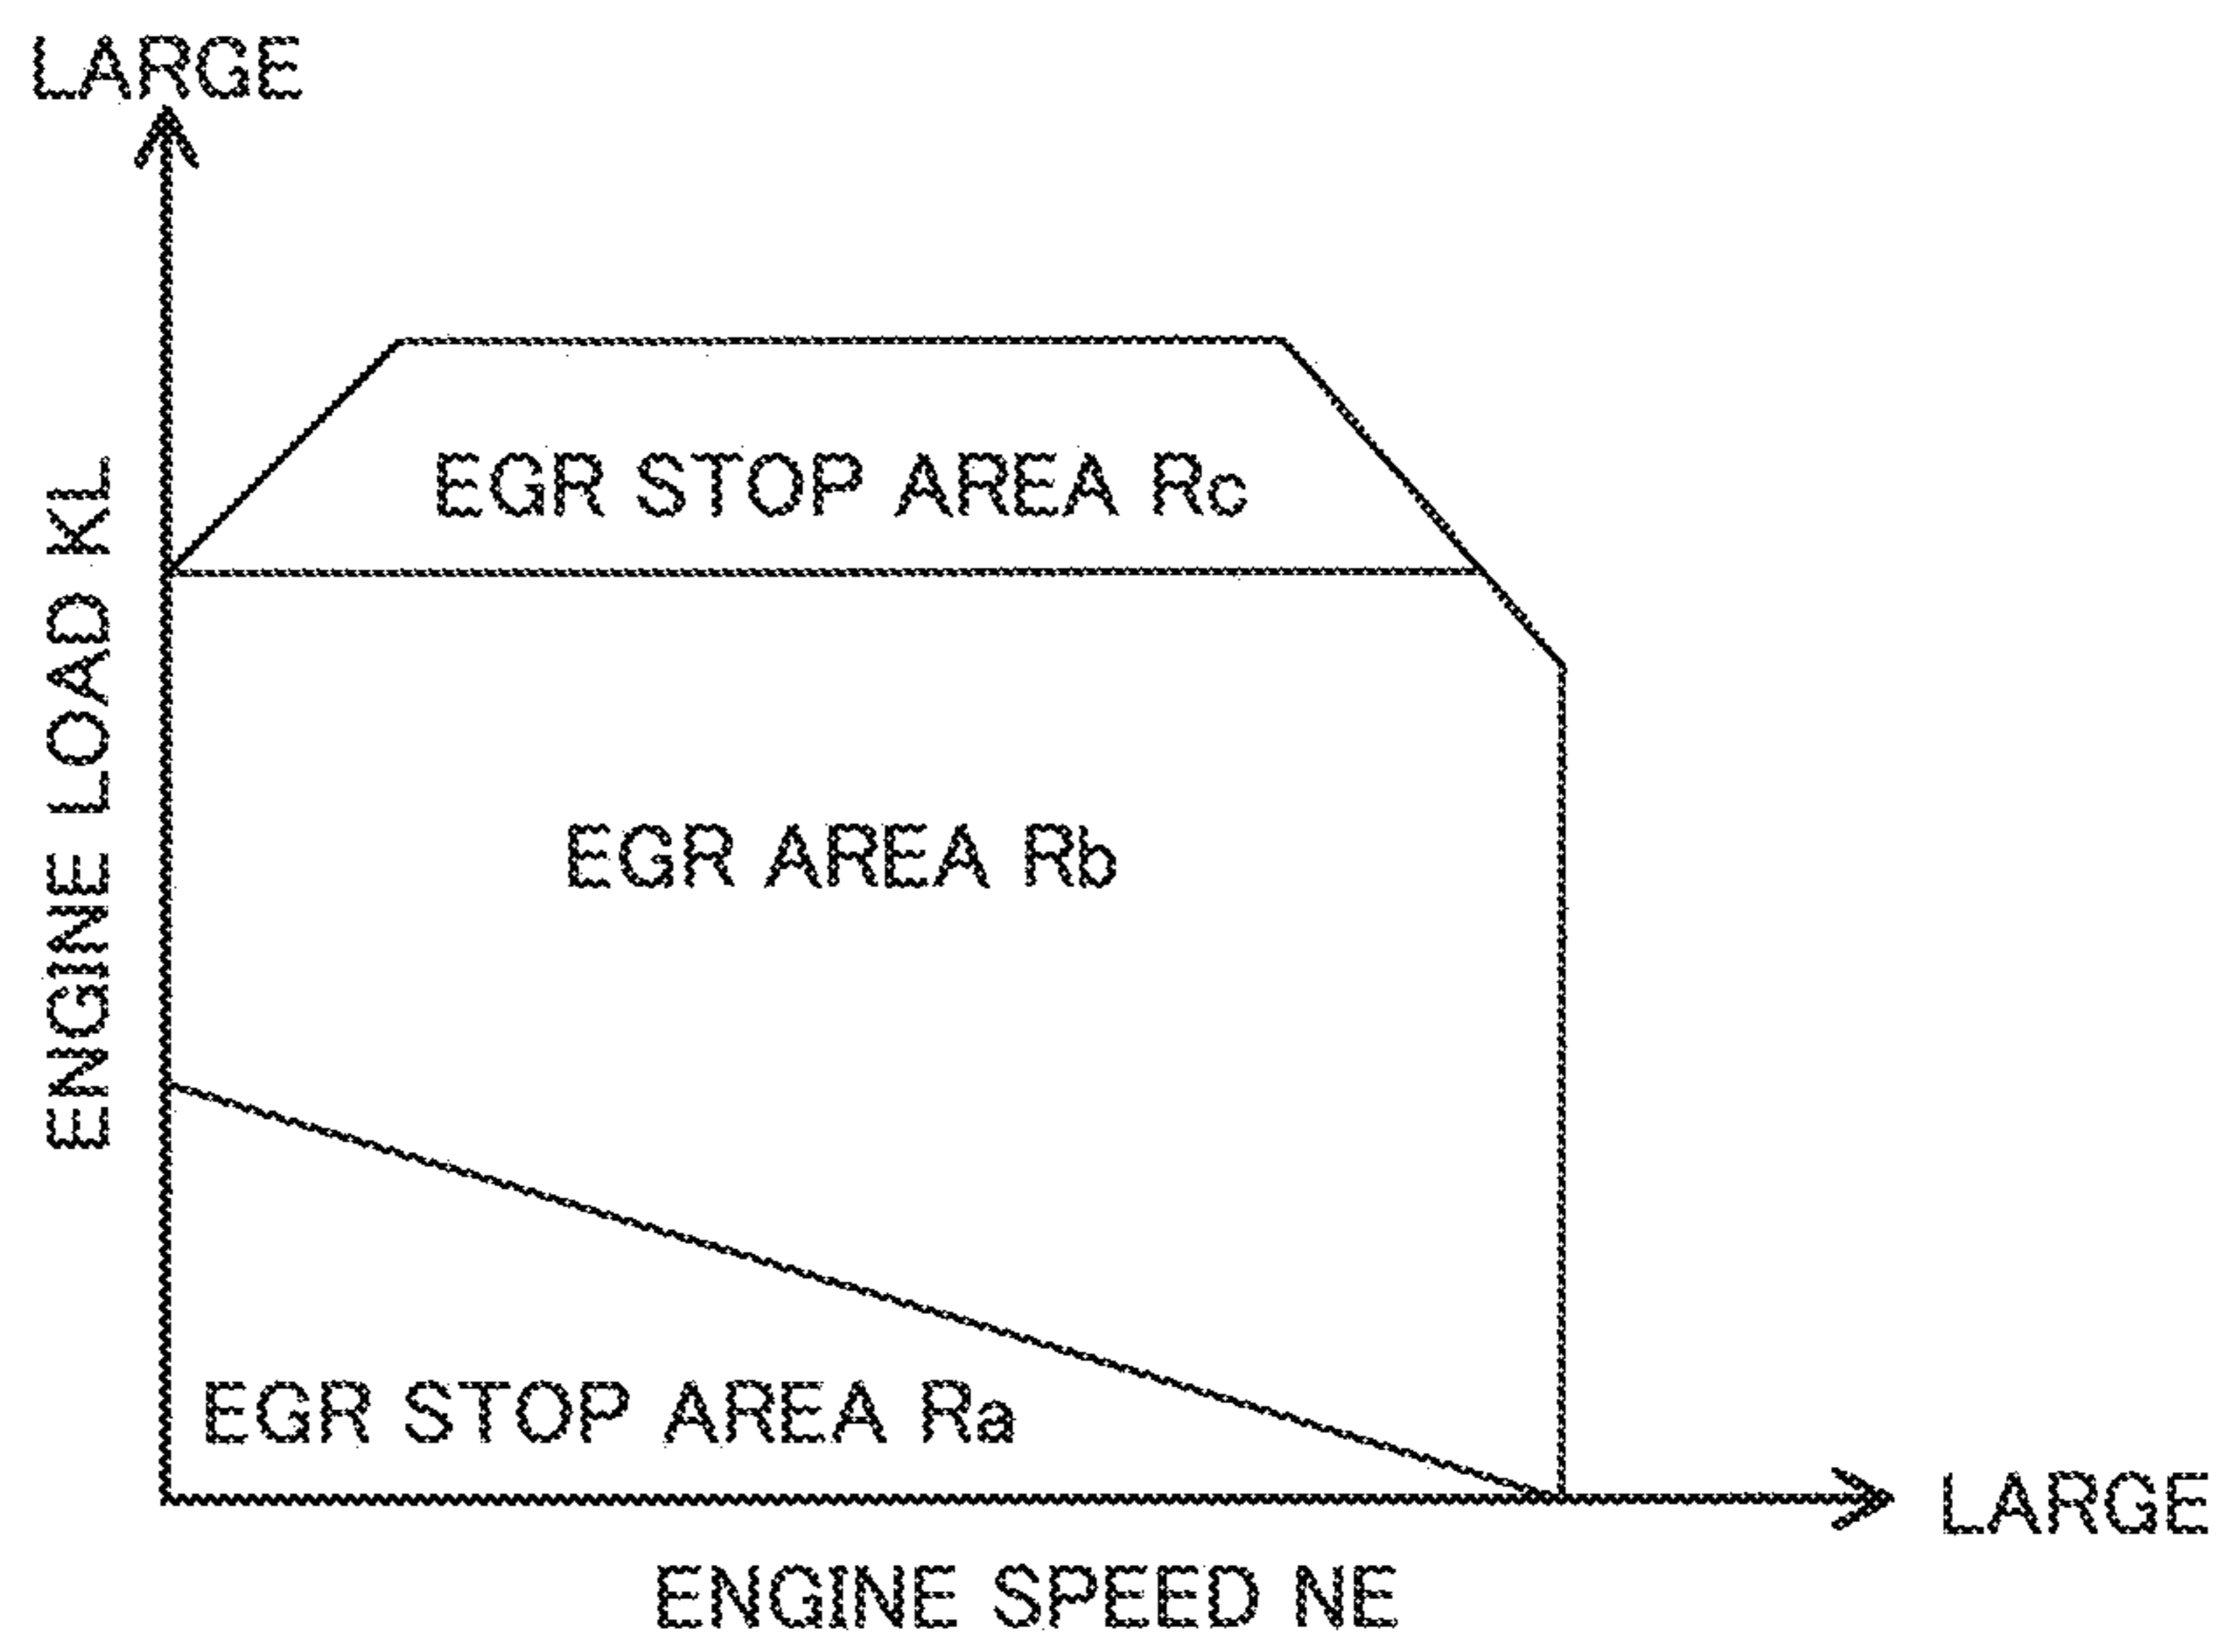 LARGE
ENGINE LOAD KL
EGR STOP AREA Rc
EGR AREA Rb
EGR STOP AREA Ra
LARGE
ENGINE SPEED NE